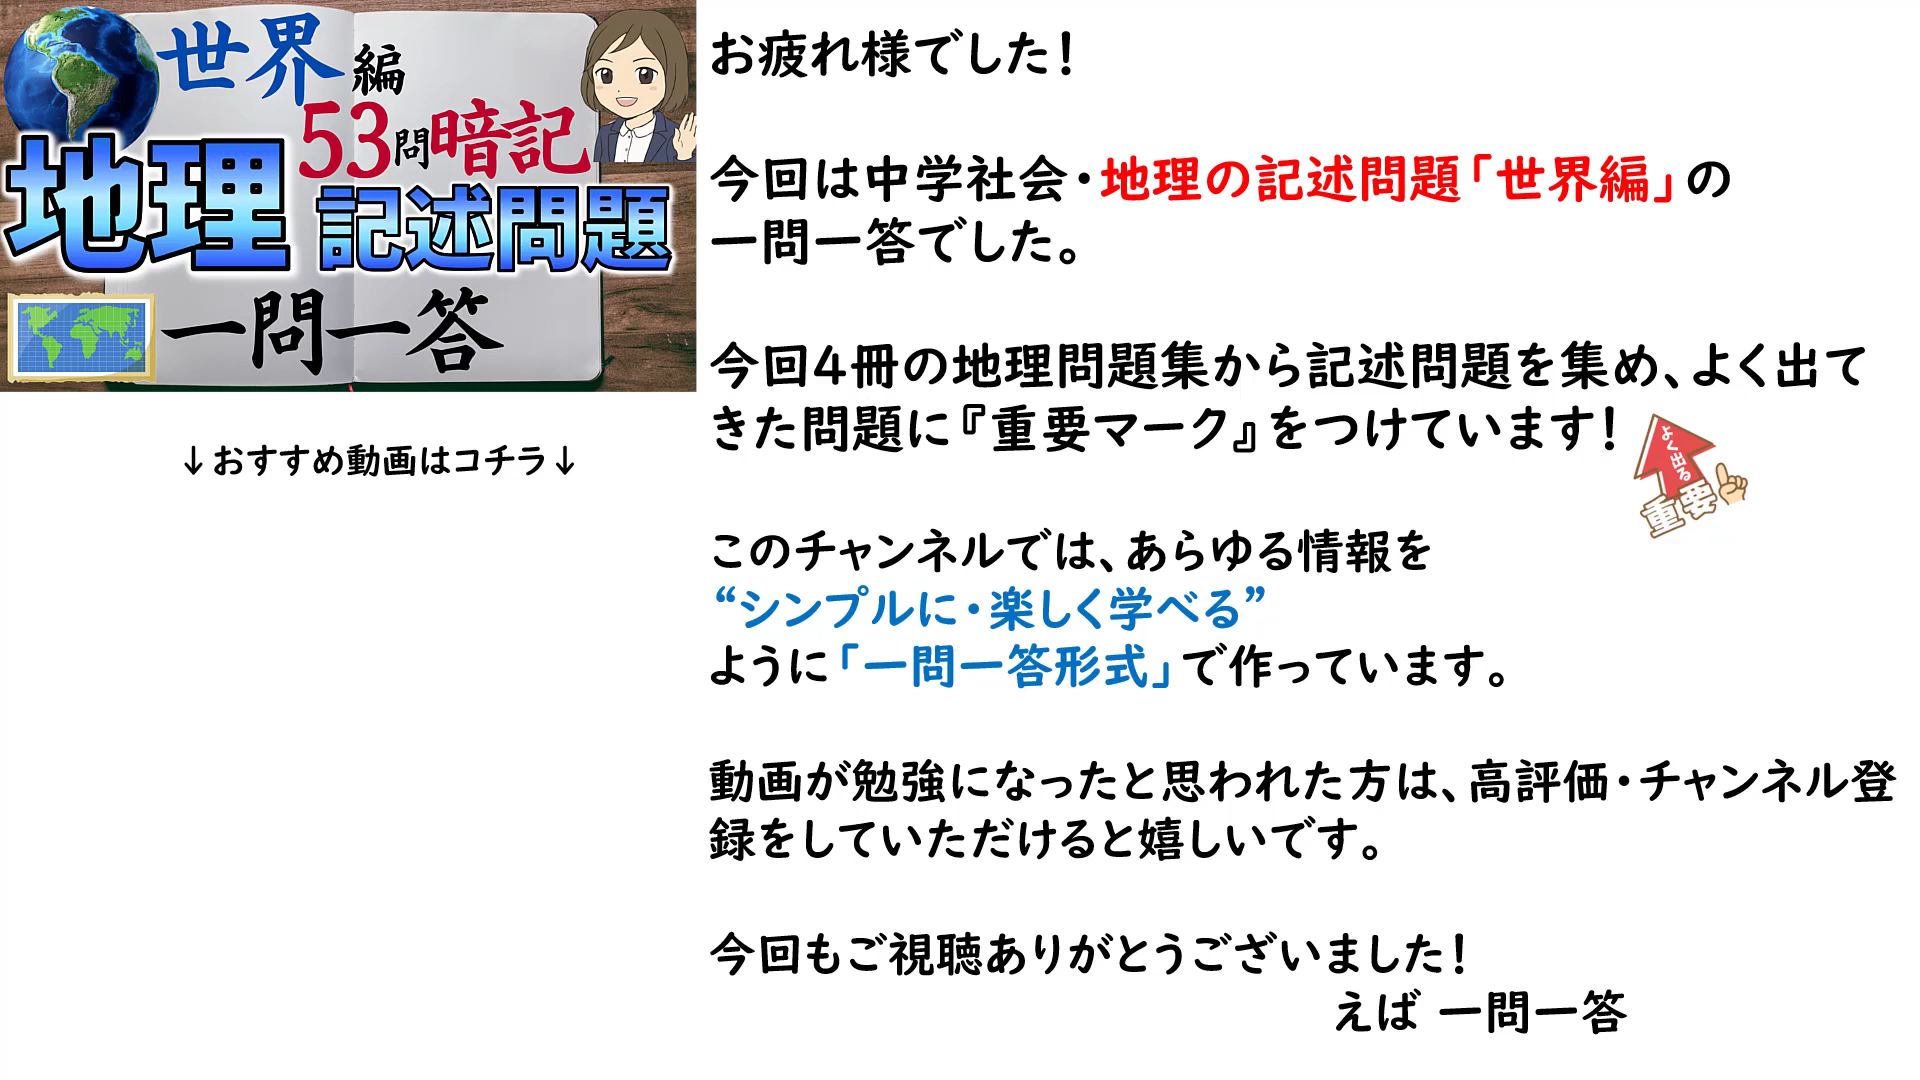 世界編
53問暗記
地理 記述問題
一問一答
↓おすすめ動画はコチラ↓
お疲れ様でした！
今回は中学社会・地理の記述問題「世界編」の
一問一答でした。
今回4冊の地理問題集から記述問題を集め、よく出て
きた問題に『重要マーク』をつけています！
よく出る
重要
このチャンネルでは、あらゆる情報を
“シンプルに・楽しく学べる”
ように「一問一答形式」で作っています。
動画が勉強になったと思われた方は、高評価・チャンネル登
録をしていただけると嬉しいです。
今回もご視聴ありがとうございました！
えば 一問一答